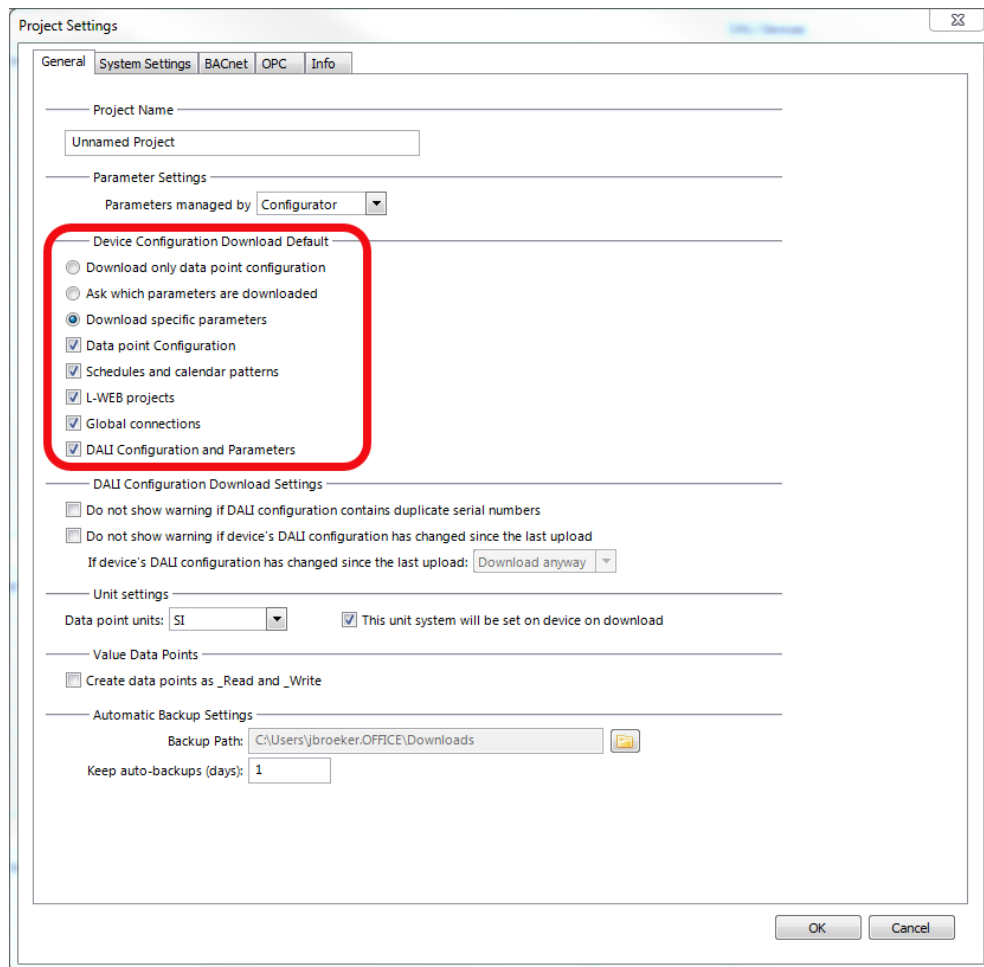 Project Settings
General System Settings BACnet OPC Info
Project Name
Unnamed Project
Parameter Settings
Parameters managed by Configurator
Device Configuration Download Default
Download only data point configuration
Ask which parameters are downloaded
Download specific parameters
Data point Configuration
Schedules and calendar patterns
L-WEB projects
Global connections
DALI Configuration and Parameters
DALI Configuration Download Settings
Do not show warning if DALI configuration contains duplicate serial numbers
Do not show warning if device's DALI configuration has changed since the last upload
If device's DALI configuration has changed since the last upload: Download anyway
Unit settings
Data point units: SI This unit system will be set on device on download
Value Data Points
Create data points as _Read and _Write
Automatic Backup Settings
Backup Path: C:\Users\jbroeker.OFFICE\Downloads
Keep auto-backups (days): 1
OK Cancel